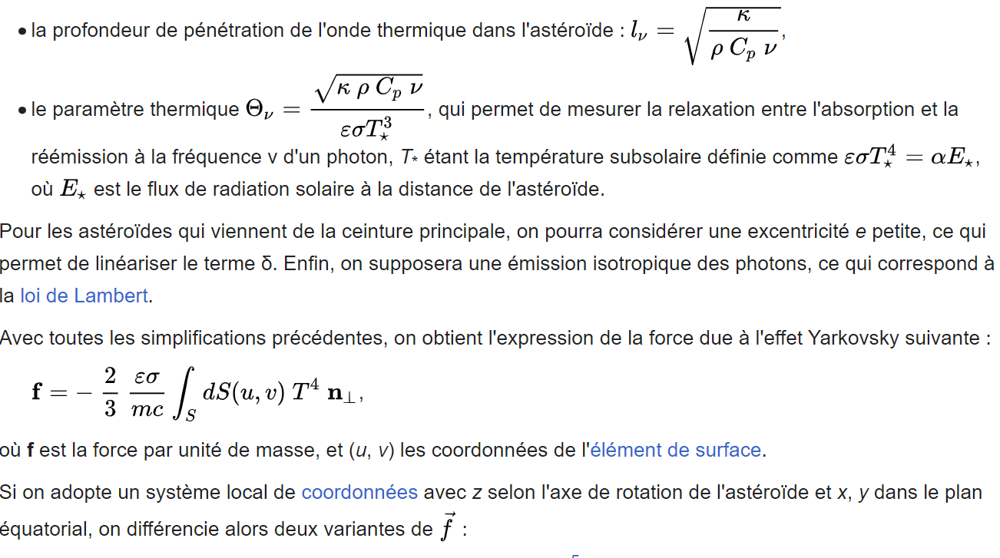 • la profondeur de pénétration de l'onde thermique dans l'astéroïde : $l_\nu = \sqrt{\frac{\kappa}{\rho \, C_p \, \nu}}$,
• le paramètre thermique $\Theta_\nu = \frac{\sqrt{\kappa \, \rho \, C_p \, \nu}}{\varepsilon \sigma T_\star^3}$, qui permet de mesurer la relaxation entre l'absorption et la
réémission à la fréquence ν d'un photon, T* étant la température subsolaire définie comme $\varepsilon \sigma T_\star^4 = \alpha E_\star$,
où $E_\star$ est le flux de radiation solaire à la distance de l'astéroïde.
Pour les astéroïdes qui viennent de la ceinture principale, on pourra considérer une excentricité e petite, ce qui
permet de linéariser le terme δ. Enfin, on supposera une émission isotropique des photons, ce qui correspond à
la loi de Lambert.
Avec toutes les simplifications précédentes, on obtient l'expression de la force due à l'effet Yarkovsky suivante :
$\mathbf{f} = -\frac{2}{3} \, \frac{\varepsilon \sigma}{mc} \int_S dS(u, v) \, T^4 \, \mathbf{n}_\perp$,
où f est la force par unité de masse, et (u, v) les coordonnées de l'élément de surface.
Si on adopte un système local de coordonnées avec z selon l'axe de rotation de l'astéroïde et x, y dans le plan
équatorial, on différencie alors deux variantes de $\vec{f}$ :